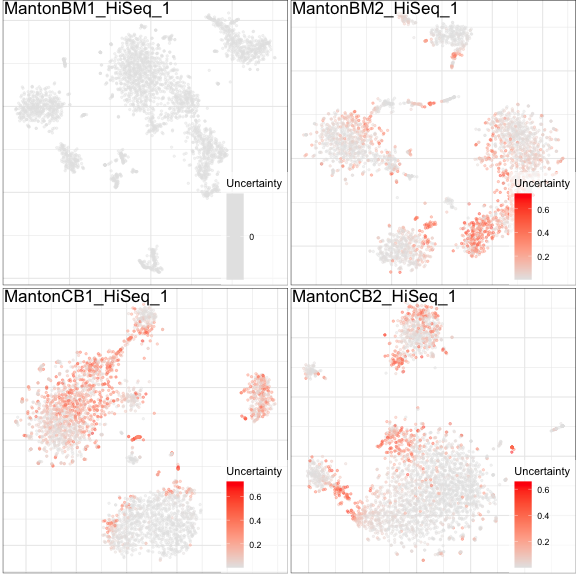 MantonBM1_HiSeq_1
Uncertainty
0
MantonBM2_HiSeq_1
Uncertainty
0.6
0.4
0.2
MantonCB1_HiSeq_1
Uncertainty
0.6
0.4
0.2
MantonCB2_HiSeq_1
Uncertainty
0.6
0.4
0.2